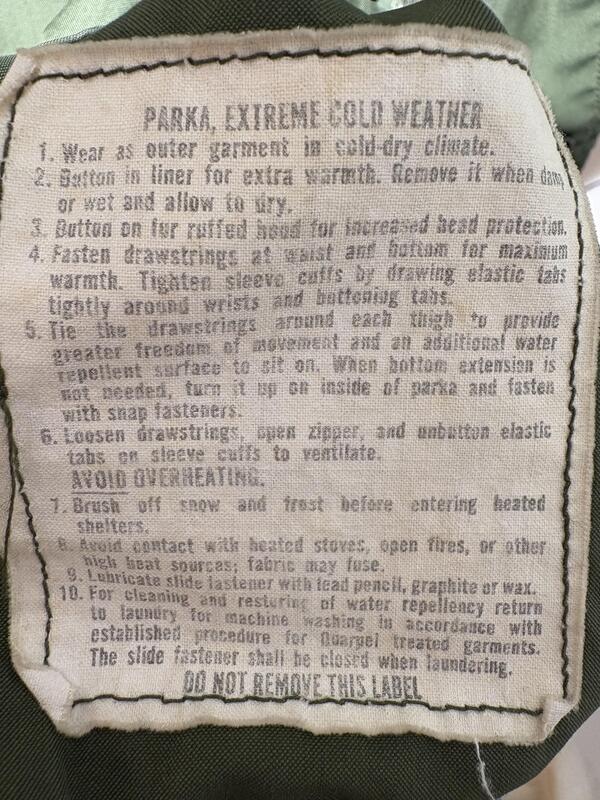 PARKA, EXTREME COLD WEATHER
1. Wear as outer garment in cold-dry climate.
2. Button in liner for extra warmth. Remove it when damp
or wet and allow to dry.
3. Button on fur ruffed hood for increased head protection.
4. Fasten drawstrings at waist and bottom for maximum
warmth. Tighten sleeve cuffs by drawing elastic tabs
tightly around wrists and buttoning tabs.
5. Tie the drawstrings around each thigh to provide
greater freedom of movement and an additional water
repellent surface to sit on. When bottom extension is
not needed, turn it up on inside of parka and fasten
with snap fasteners.
6. Loosen drawstrings, open zipper, and unbutton elastic
tabs on sleeve cuffs to ventilate.
AVOID OVERHEATING.
7. Brush off snow and frost before entering heated
shelters.
8. Avoid contact with heated stoves, open fires, or other
high heat sources; fabric may fuse.
9. Lubricate slide fastener with lead pencil, graphite or wax.
10. For cleaning and restoring of water repellency return
to laundry for machine washing in accordance with
established procedure for Quarpel treated garments.
The slide fastener shall be closed when laundering.
DO NOT REMOVE THIS LABEL